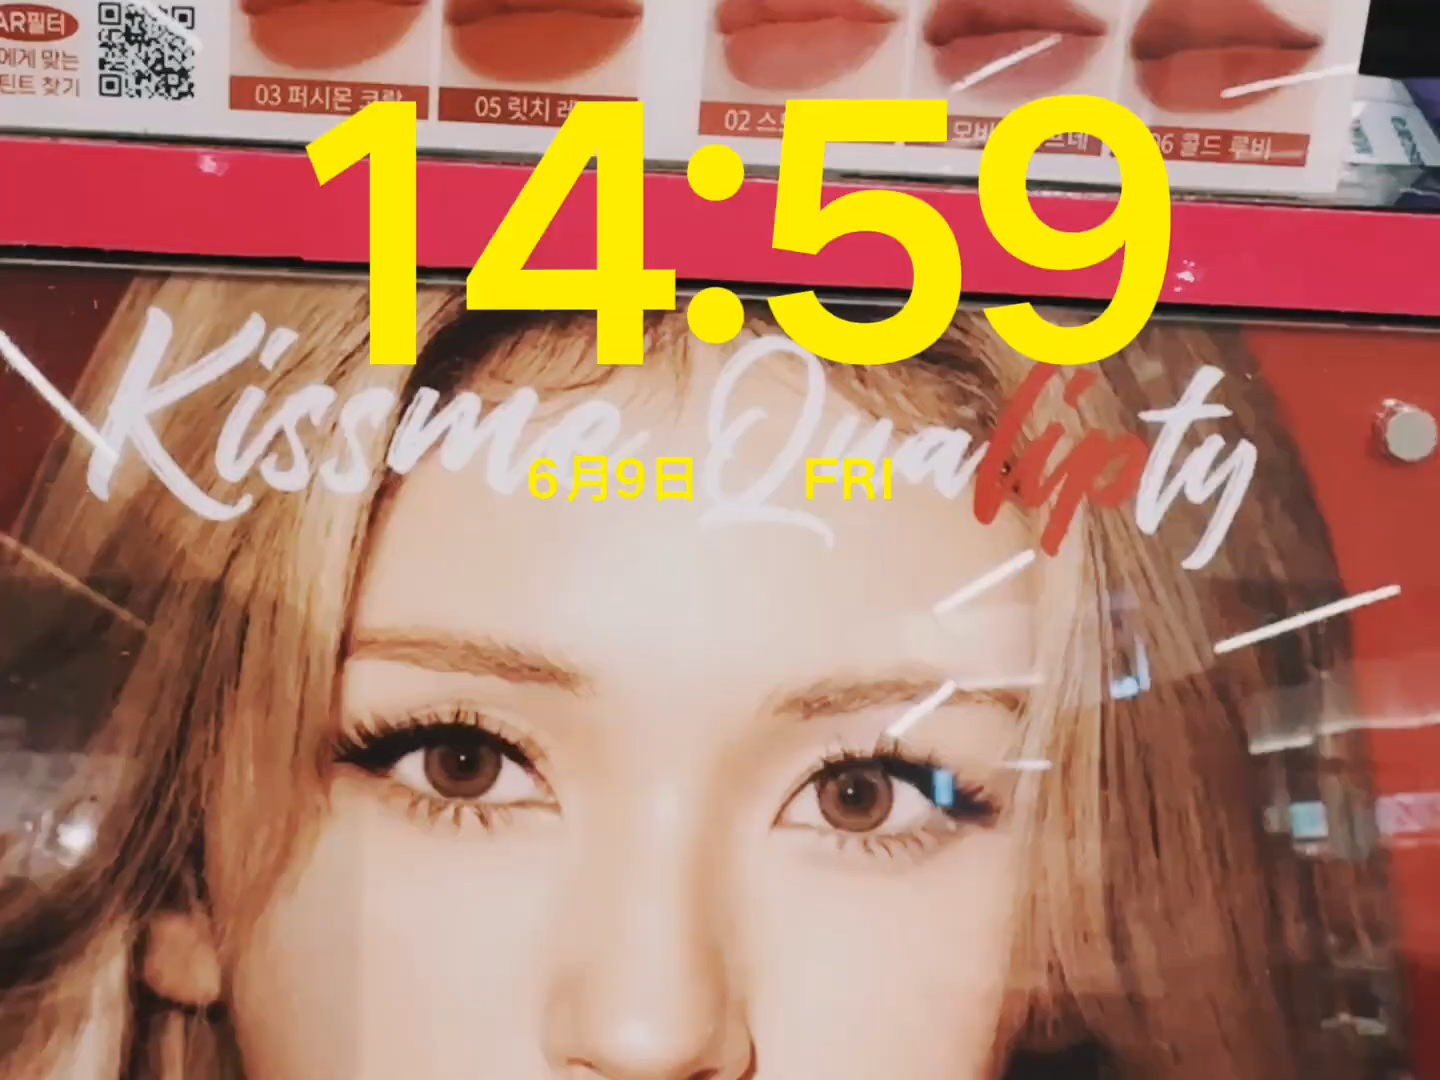 AR필터
에게 맞는
틴트 찾기
03 퍼시몬 코랄
05 릿치 레
02 스
06 콜드 루비
14:59
Kissme Qualipty
6月9日 FRI